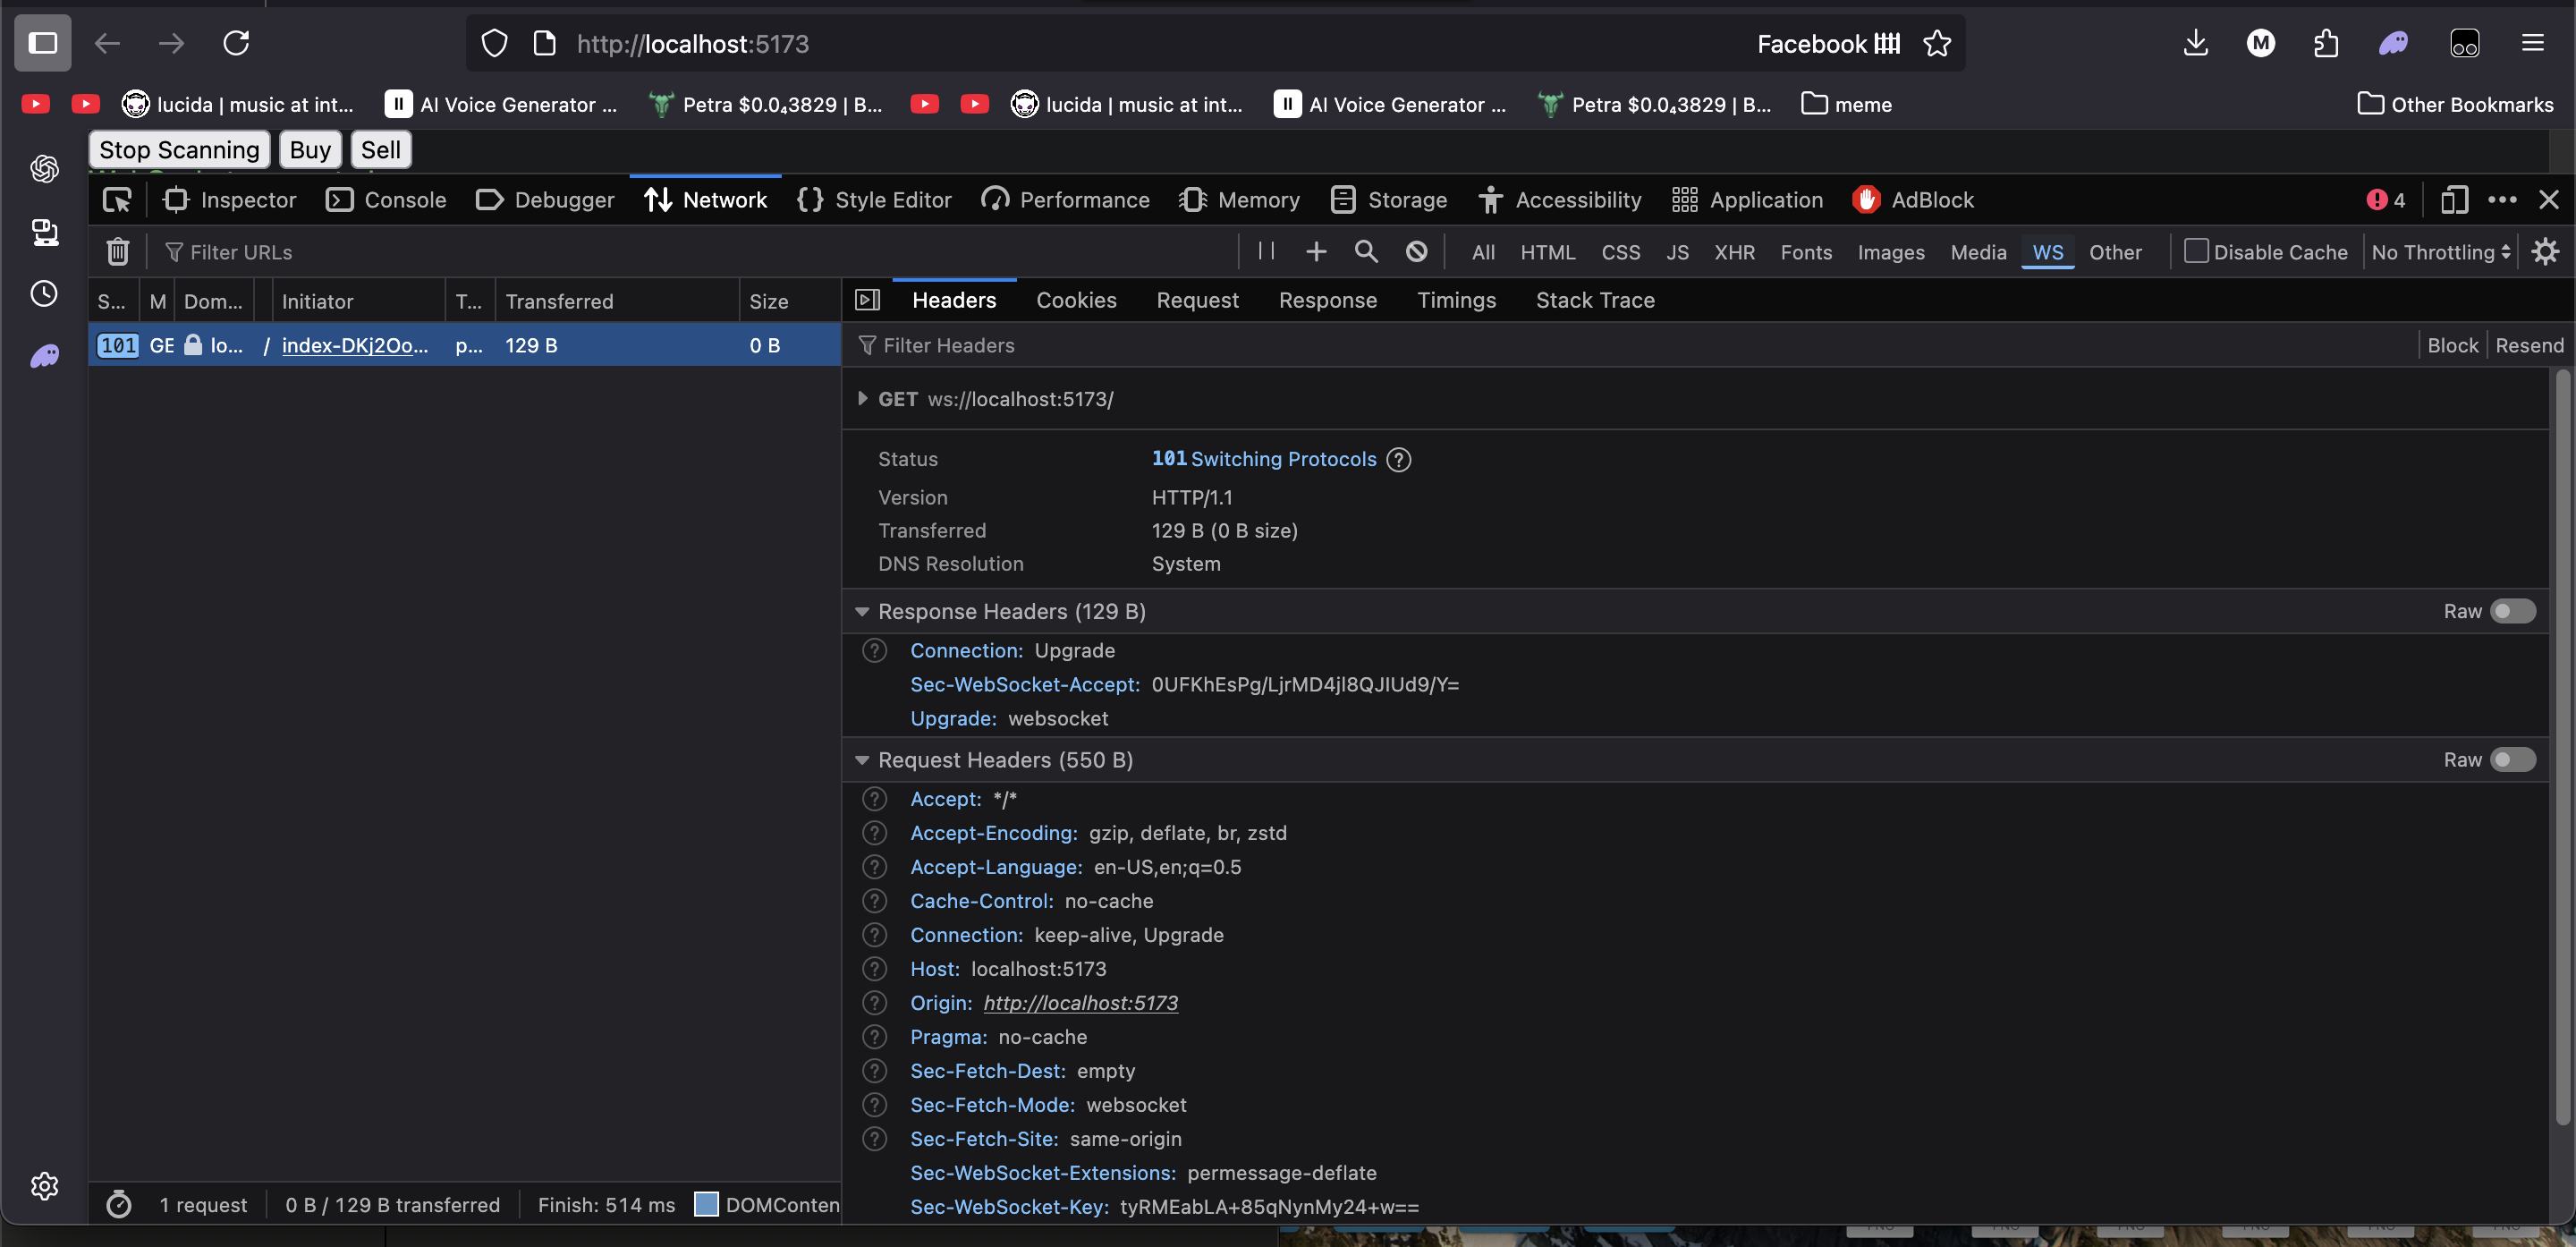 http://localhost:5173 Facebook
lucida | music at int... AI Voice Generator ... Petra $0.0₄3829 | B... lucida | music at int... AI Voice Generator ... Petra $0.0₄3829 | B... meme Other Bookmarks
Stop Scanning Buy Sell
Inspector Console Debugger Network Style Editor Performance Memory Storage Accessibility Application AdBlock 4
Filter URLs All HTML CSS JS XHR Fonts Images Media WS Other Disable Cache No Throttling
S... M Dom... Initiator T... Transferred Size
101 GE lo... / index-DKj2Oo... p... 129 B 0 B
Headers Cookies Request Response Timings Stack Trace
Filter Headers Block Resend
GET ws://localhost:5173/
Status 101 Switching Protocols
Version HTTP/1.1
Transferred 129 B (0 B size)
DNS Resolution System
Response Headers (129 B) Raw
Connection: Upgrade
Sec-WebSocket-Accept: 0UFKhEsPg/LjrMD4jl8QJIUd9/Y=
Upgrade: websocket
Request Headers (550 B) Raw
Accept: */*
Accept-Encoding: gzip, deflate, br, zstd
Accept-Language: en-US,en;q=0.5
Cache-Control: no-cache
Connection: keep-alive, Upgrade
Host: localhost:5173
Origin: http://localhost:5173
Pragma: no-cache
Sec-Fetch-Dest: empty
Sec-Fetch-Mode: websocket
Sec-Fetch-Site: same-origin
Sec-WebSocket-Extensions: permessage-deflate
Sec-WebSocket-Key: tyRMEabLA+85qNynMy24+w==
1 request 0 B / 129 B transferred Finish: 514 ms DOMConten